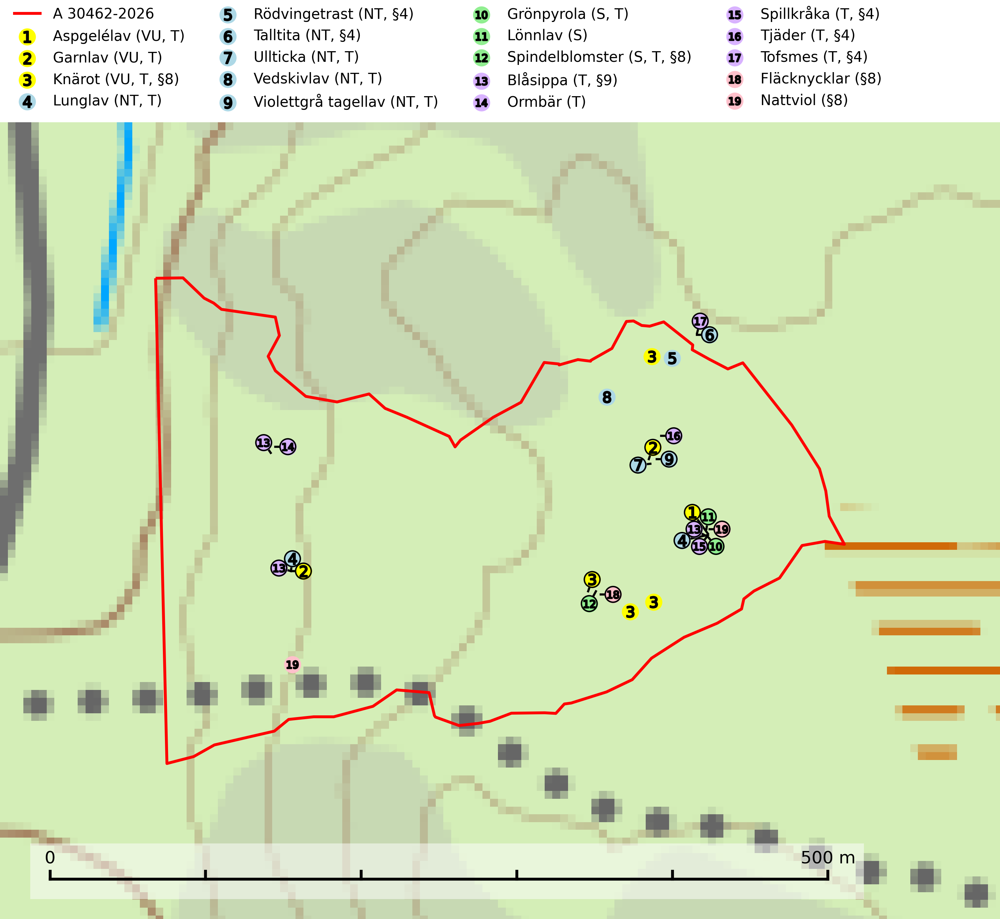 A 30462-2026
1 Aspgelélav (VU, T)
2 Garnlav (VU, T)
3 Knärot (VU, T, §8)
4 Lunglav (NT, T)
5 Rödvingetrast (NT, §4)
6 Talltita (NT, §4)
7 Ullticka (NT, T)
8 Vedskivlav (NT, T)
9 Violettgrå tagellav (NT, T)
10 Grönpyrola (S, T)
11 Lönnlav (S)
12 Spindelblomster (S, T, §8)
13 Blåsippa (T, §9)
14 Ormbär (T)
15 Spillkråka (T, §4)
16 Tjäder (T, §4)
17 Tofsmes (T, §4)
18 Fläcknycklar (§8)
19 Nattviol (§8)
17
6
3 5
8
16
13 14
2
7 9
1 11
13 19
4 15 10
4
13 2
3
12 18
3 3
19
0 500 m